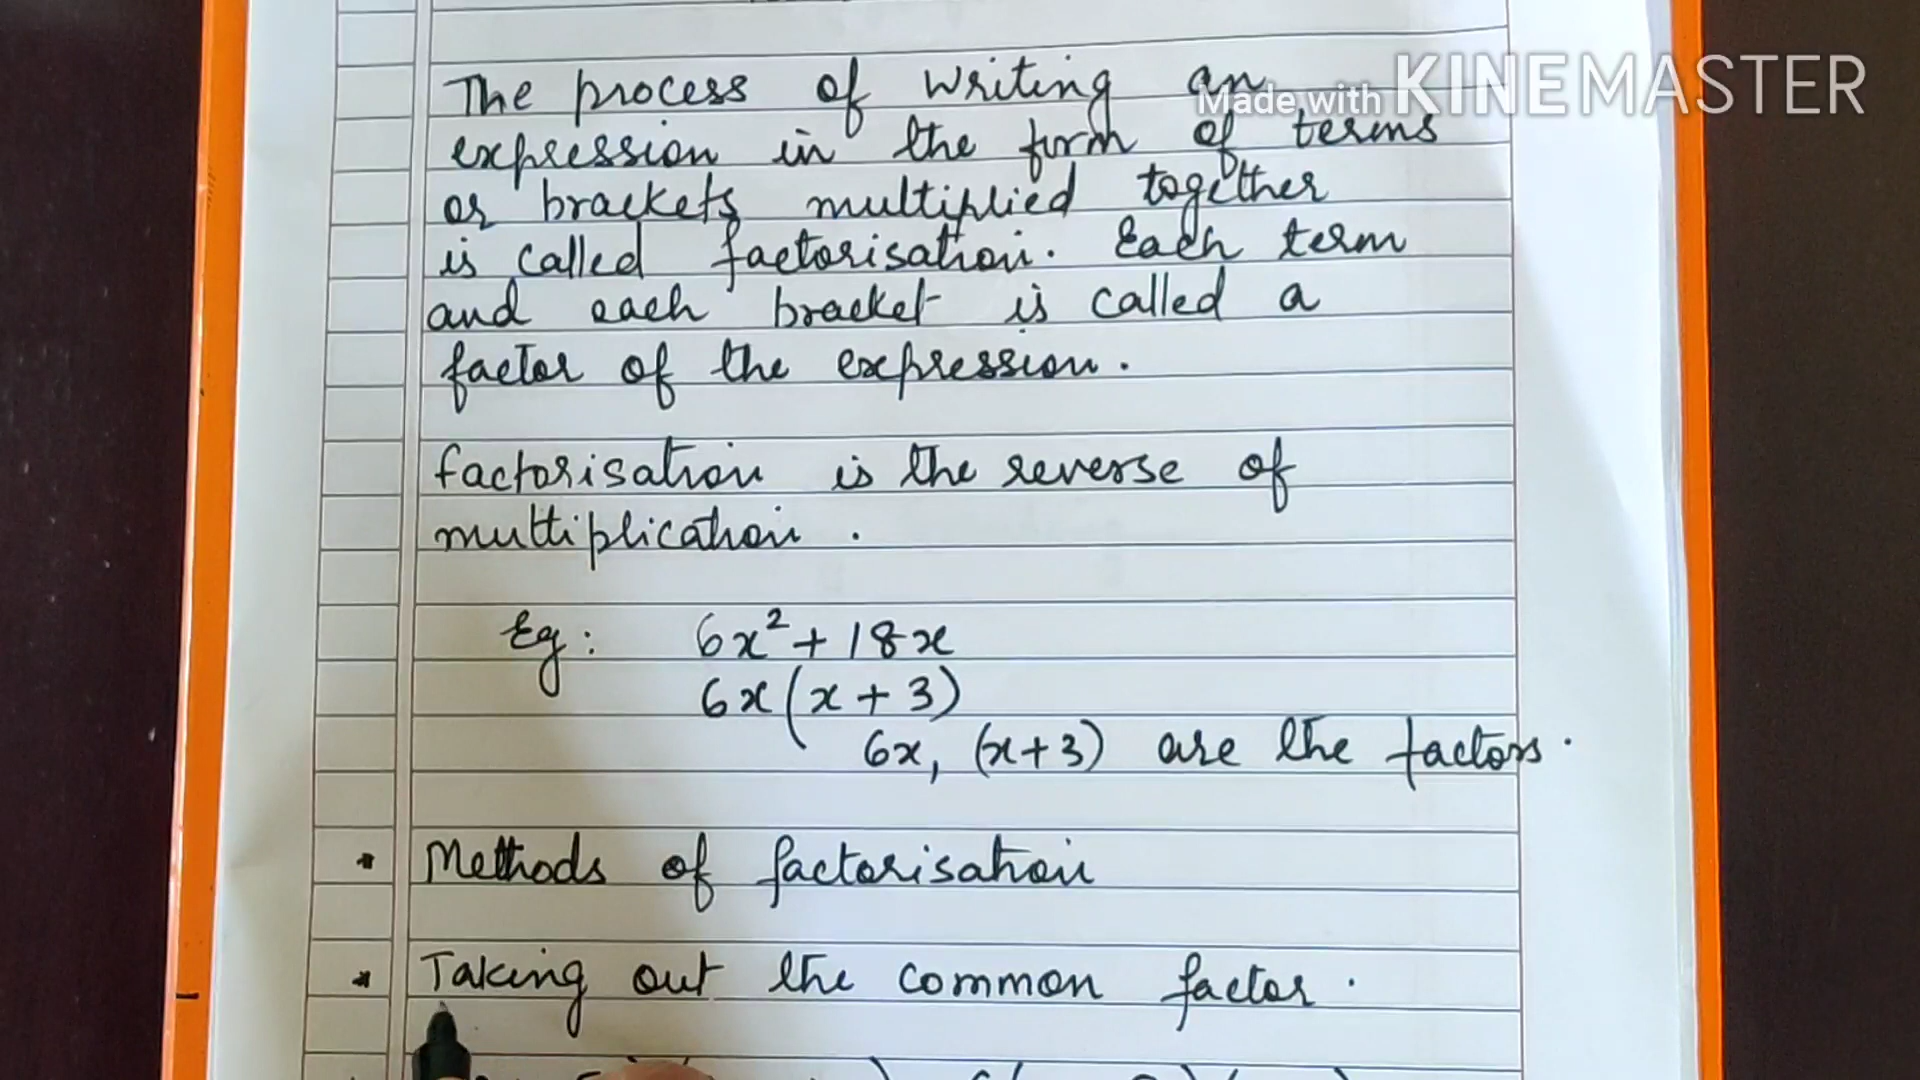 The process of writing an
Made with KINEMASTER
expression in the form of terms
or brackets multiplied together
is called factorisation. Each term
and each bracket is called a
factor of the expression.
factorisation is the reverse of
multiplication.
Eg: 6x² + 18x
6x(x + 3)
6x, (x+3) are the factors.
* Methods of factorisation
* Taking out the common factor.